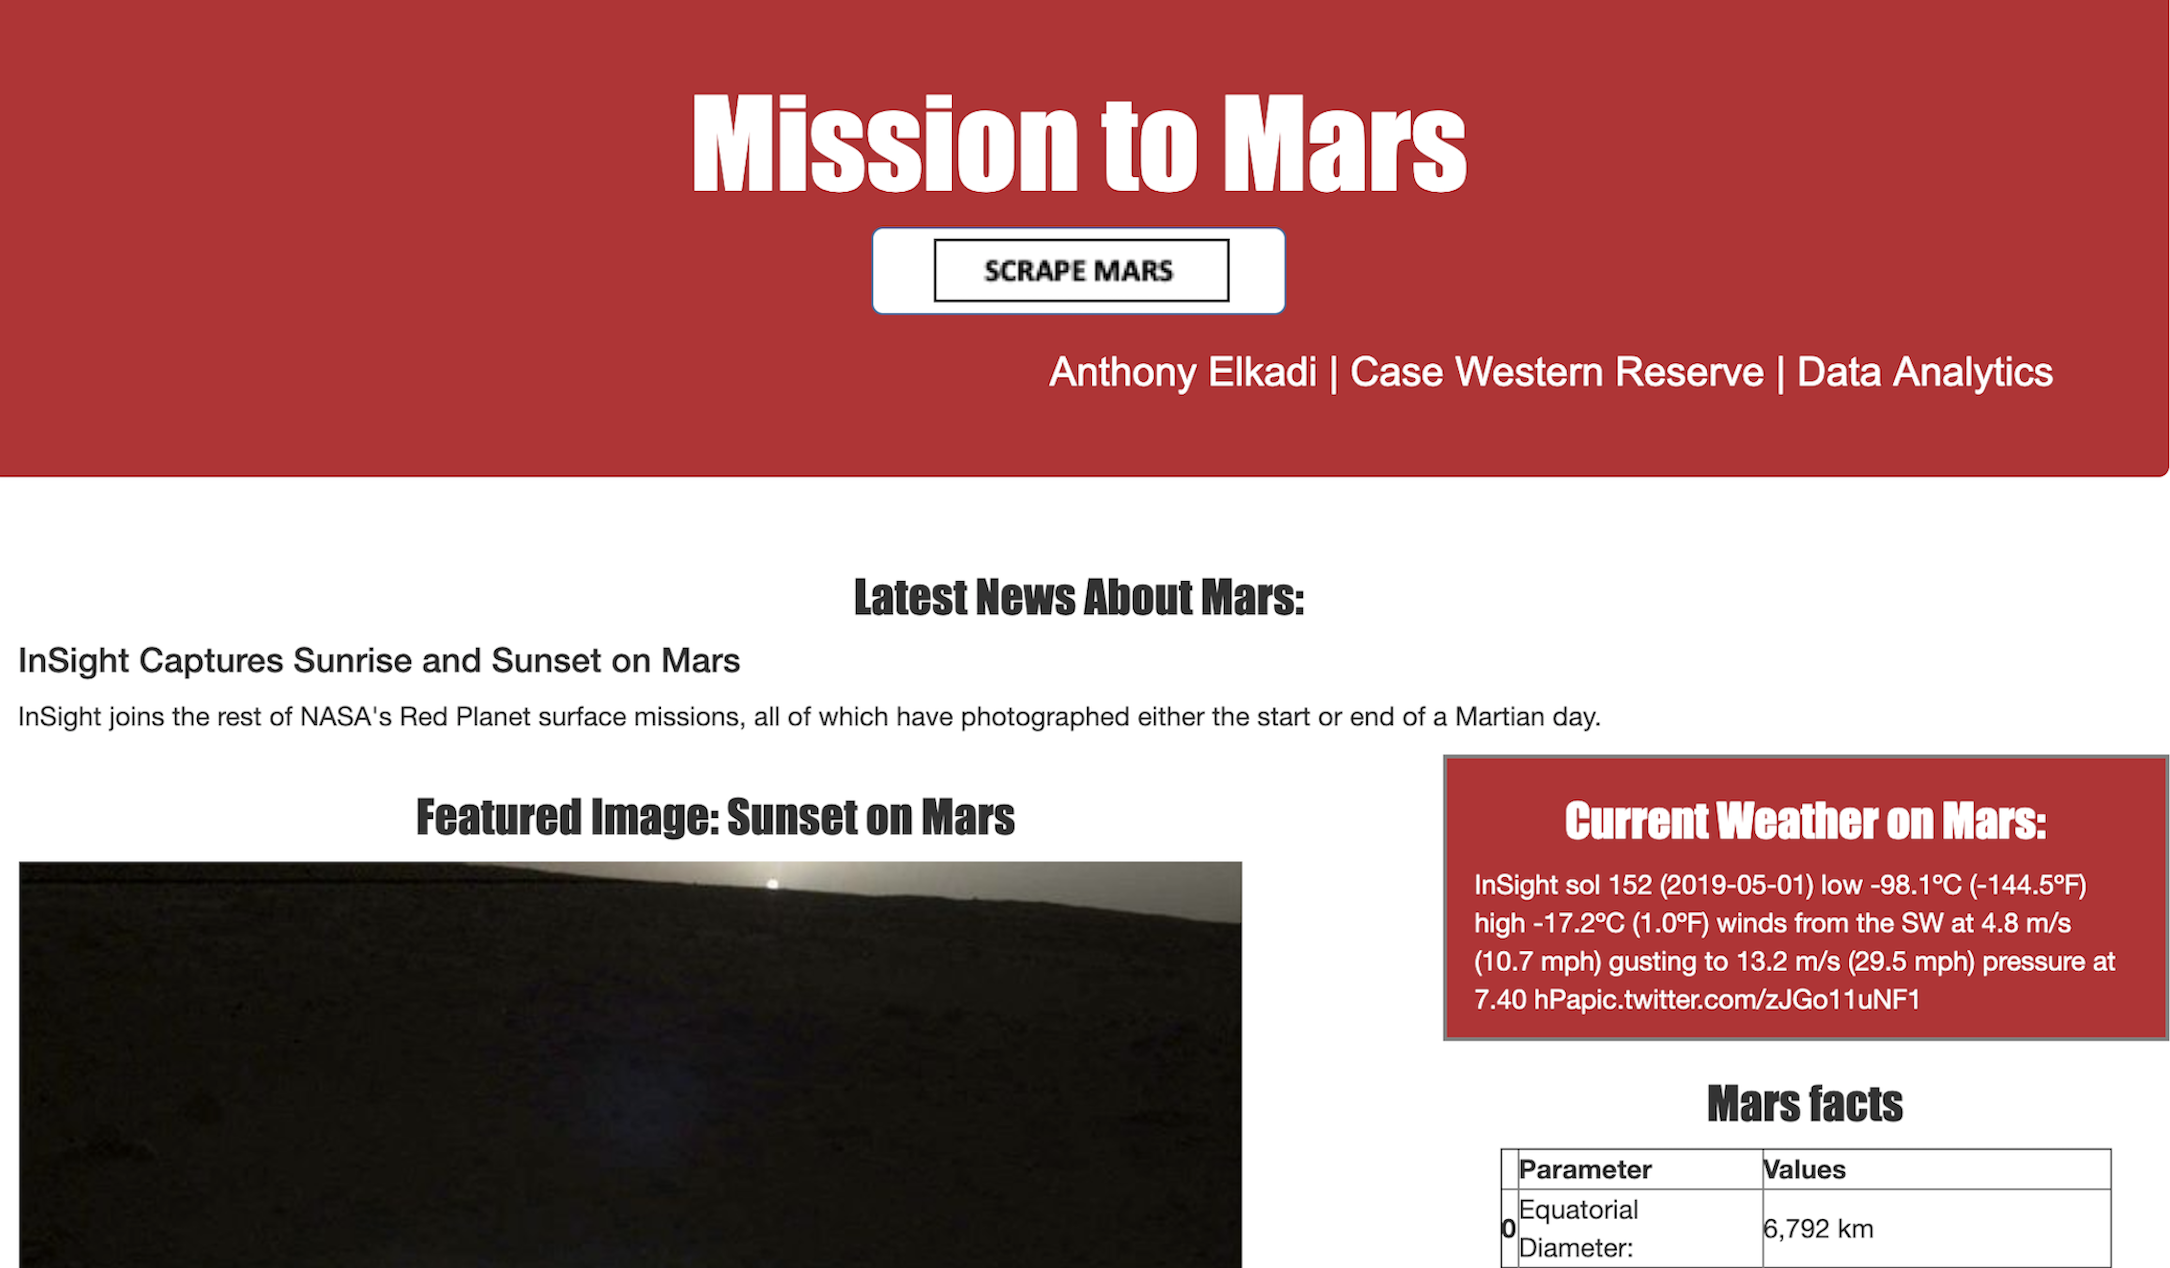 Mission to Mars
SCRAPE MARS
Anthony Elkadi | Case Western Reserve | Data Analytics
Latest News About Mars:
InSight Captures Sunrise and Sunset on Mars
InSight joins the rest of NASA's Red Planet surface missions, all of which have photographed either the start or end of a Martian day.
Featured Image: Sunset on Mars
Current Weather on Mars:
InSight sol 152 (2019-05-01) low -98.1ºC (-144.5ºF)
high -17.2ºC (1.0ºF) winds from the SW at 4.8 m/s
(10.7 mph) gusting to 13.2 m/s (29.5 mph) pressure at
7.40 hPapic.twitter.com/zJGo11uNF1
Mars facts
Parameter Values
0 Equatorial Diameter: 6,792 km